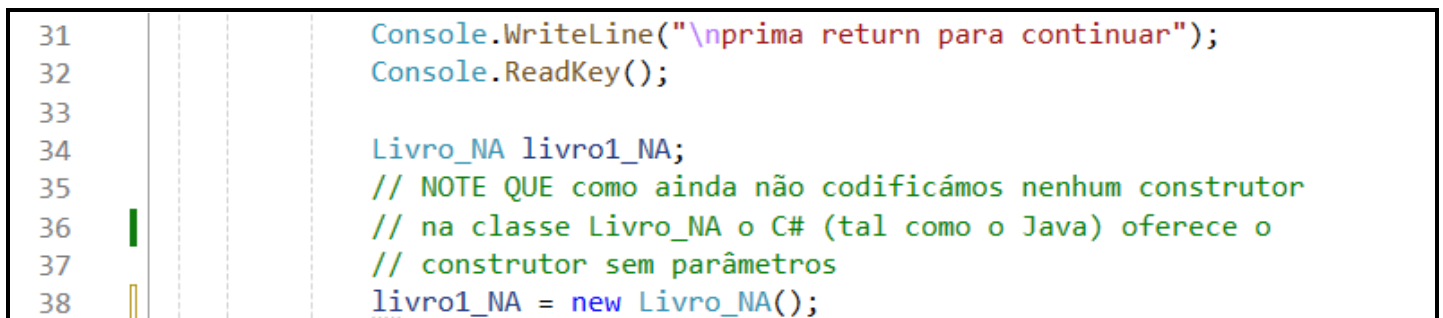 31 Console.WriteLine("\nprima return para continuar");
32 Console.ReadKey();
33
34 Livro_NA livro1_NA;
35 // NOTE QUE como ainda não codificámos nenhum construtor
36 // na classe Livro_NA o C# (tal como o Java) oferece o
37 // construtor sem parâmetros
38 livro1_NA = new Livro_NA();